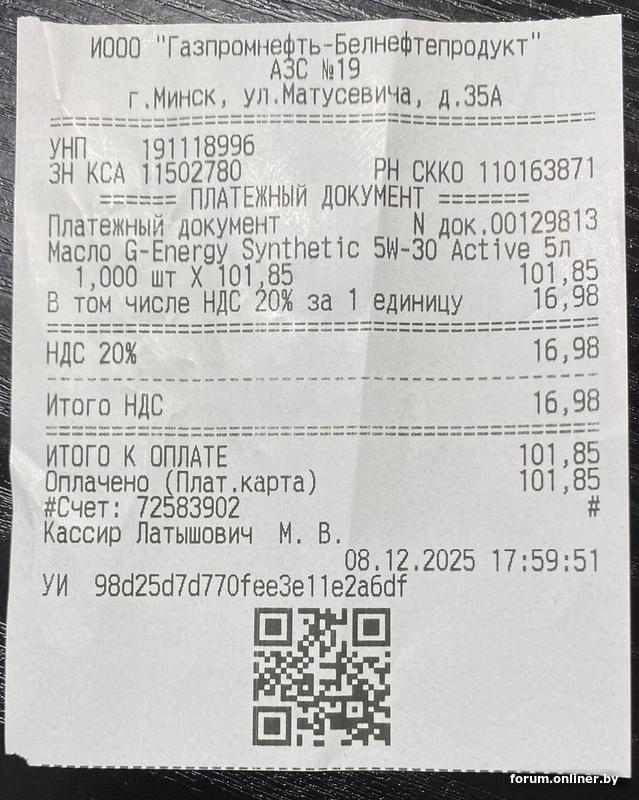 ИООО "Газпромнефть-Белнефтепродукт"
АЗС №19
г.Минск, ул.Матусевича, д.35А
УНП 191118996
ЗН КСА 11502780 РН СККО 110163871
====== ПЛАТЕЖНЫЙ ДОКУМЕНТ =======
Платежный документ N док.00129813
Масло G-Energy Synthetic 5W-30 Active 5л
1,000 шт X 101,85 101,85
В том числе НДС 20% за 1 единицу 16,98
НДС 20% 16,98
Итого НДС 16,98
ИТОГО К ОПЛАТЕ 101,85
Оплачено (Плат.карта) 101,85
#Счет: 72583902 #
Кассир Латышович М. В.
08.12.2025 17:59:51
УИ 98d25d7d770fee3e11e2a6df
forum.onliner.by